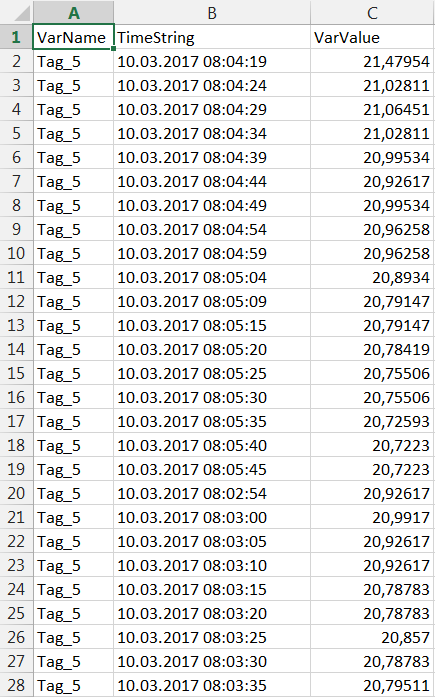 A B C
1 VarName TimeString VarValue
2 Tag_5 10.03.2017 08:04:19 21,47954
3 Tag_5 10.03.2017 08:04:24 21,02811
4 Tag_5 10.03.2017 08:04:29 21,06451
5 Tag_5 10.03.2017 08:04:34 21,02811
6 Tag_5 10.03.2017 08:04:39 20,99534
7 Tag_5 10.03.2017 08:04:44 20,92617
8 Tag_5 10.03.2017 08:04:49 20,99534
9 Tag_5 10.03.2017 08:04:54 20,96258
10 Tag_5 10.03.2017 08:04:59 20,96258
11 Tag_5 10.03.2017 08:05:04 20,8934
12 Tag_5 10.03.2017 08:05:09 20,79147
13 Tag_5 10.03.2017 08:05:15 20,79147
14 Tag_5 10.03.2017 08:05:20 20,78419
15 Tag_5 10.03.2017 08:05:25 20,75506
16 Tag_5 10.03.2017 08:05:30 20,75506
17 Tag_5 10.03.2017 08:05:35 20,72593
18 Tag_5 10.03.2017 08:05:40 20,7223
19 Tag_5 10.03.2017 08:05:45 20,7223
20 Tag_5 10.03.2017 08:02:54 20,92617
21 Tag_5 10.03.2017 08:03:00 20,9917
22 Tag_5 10.03.2017 08:03:05 20,92617
23 Tag_5 10.03.2017 08:03:10 20,92617
24 Tag_5 10.03.2017 08:03:15 20,78783
25 Tag_5 10.03.2017 08:03:20 20,78783
26 Tag_5 10.03.2017 08:03:25 20,857
27 Tag_5 10.03.2017 08:03:30 20,78783
28 Tag_5 10.03.2017 08:03:35 20,79511